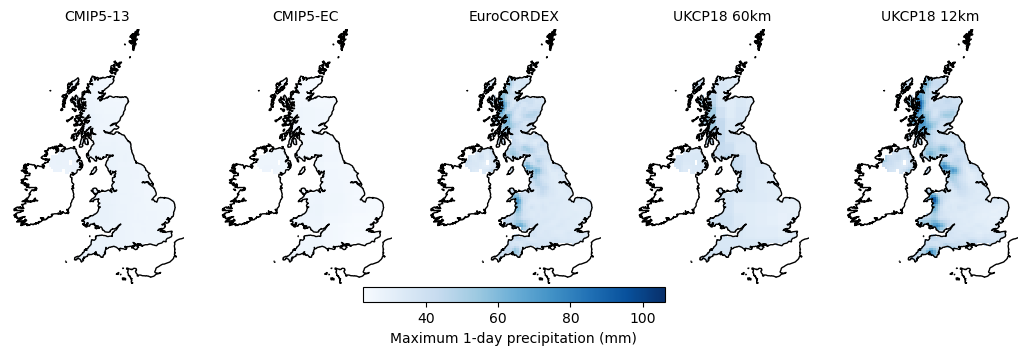 CMIP5-13
CMIP5-EC
EuroCORDEX
UKCP18 60km
UKCP18 12km
40
60
80
100
Maximum 1-day precipitation (mm)